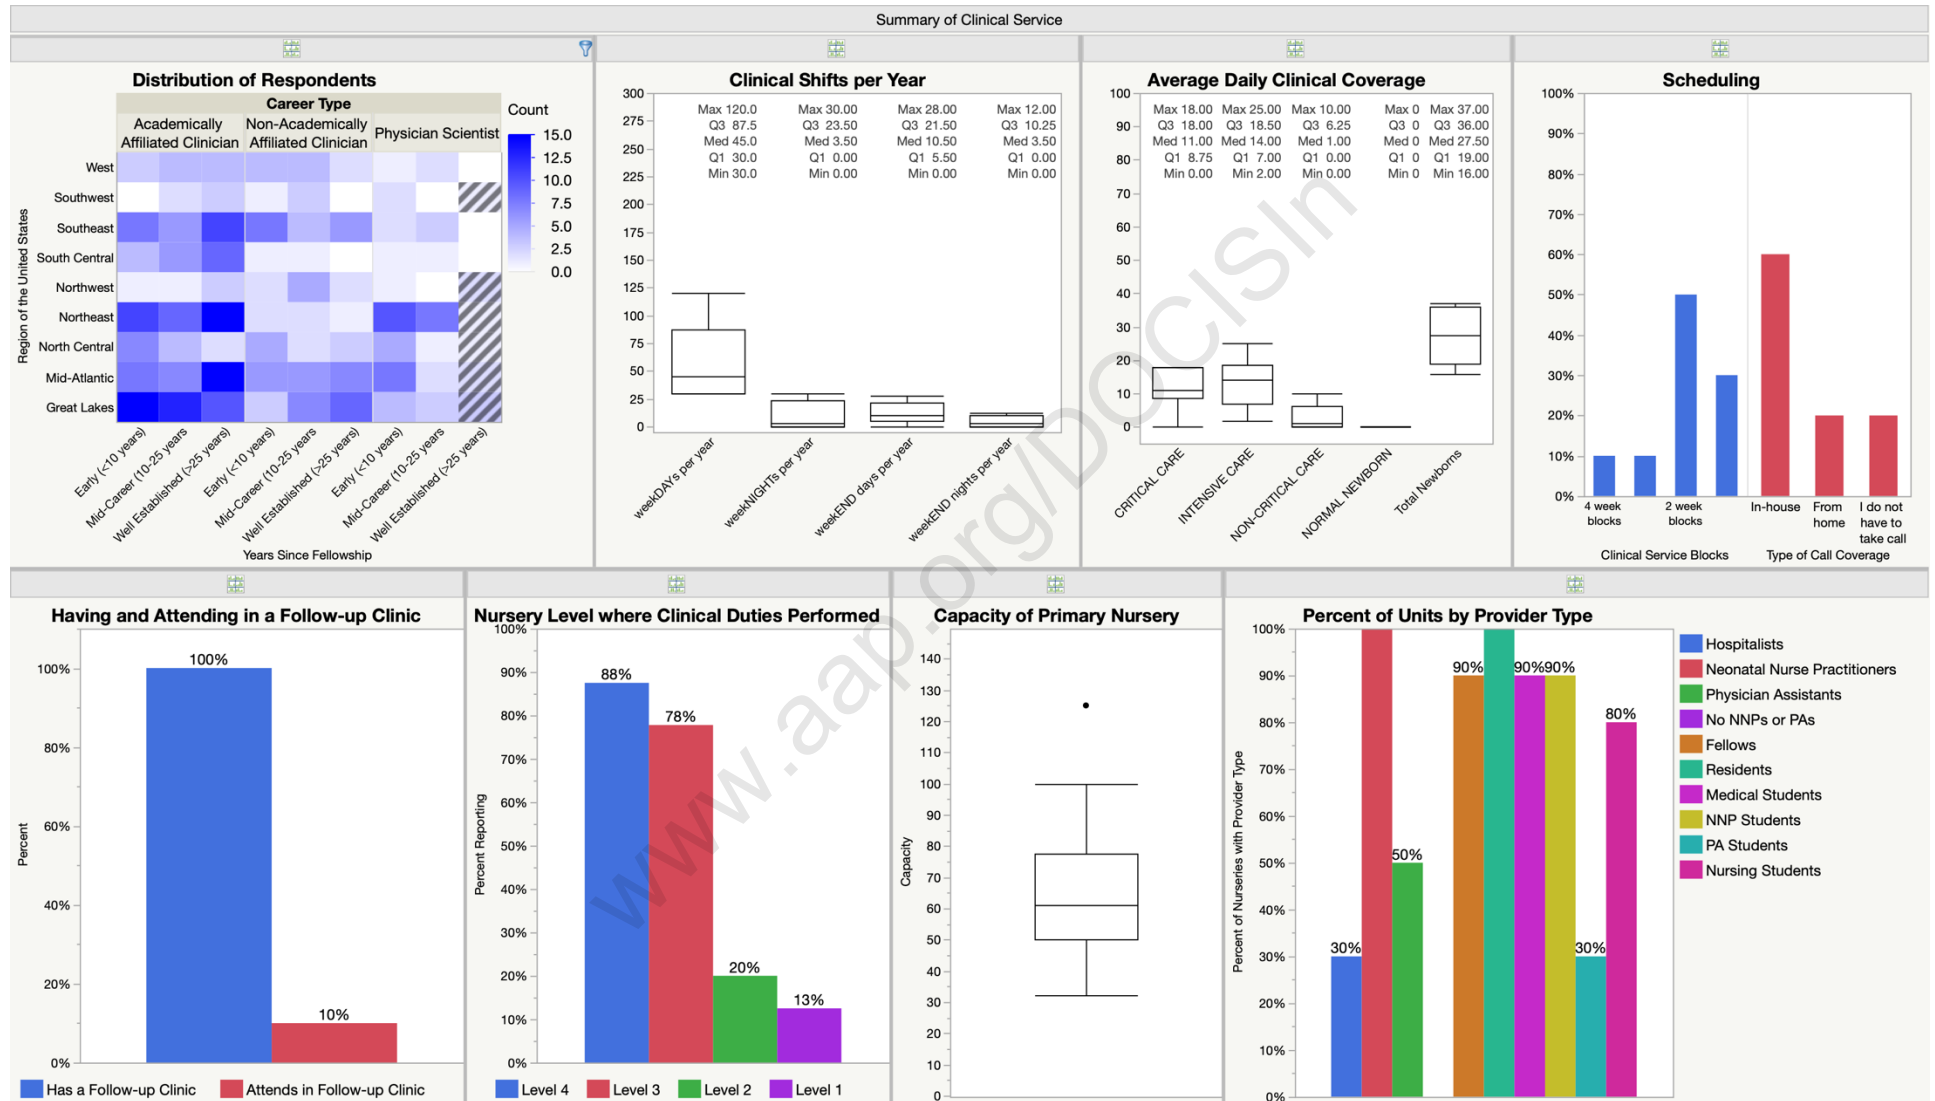 Summary of Clinical Service
Distribution of Respondents
Career Type
Academically Affiliated Clinician
Non-Academically Affiliated Clinician
Physician Scientist
Count
15.0
12.5
10.0
7.5
5.0
2.5
0.0
Region of the United States
West
Southwest
Southeast
South Central
Northwest
Northeast
North Central
Mid-Atlantic
Great Lakes
Early (<10 years)
Mid-Career (10-25 years
Well Established (>25 years)
Early (<10 years)
Mid-Career (10-25 years
Well Established (>25 years)
Early (<10 years)
Mid-Career (10-25 years
Well Established (>25 years)
Years Since Fellowship
Clinical Shifts per Year
300
275
250
225
200
175
150
125
100
75
50
25
0
Max 120.0 Max 30.00 Max 28.00 Max 12.00
Q3 87.5 Q3 23.50 Q3 21.50 Q3 10.25
Med 45.0 Med 3.50 Med 10.50 Med 3.50
Q1 30.0 Q1 0.00 Q1 5.50 Q1 0.00
Min 30.0 Min 0.00 Min 0.00 Min 0.00
weekDAYs per year
weekNIGHTs per year
weekEND days per year
weekEND nights per year
Average Daily Clinical Coverage
100
90
80
70
60
50
40
30
20
10
0
Max 18.00 Max 25.00 Max 10.00 Max 0 Max 37.00
Q3 18.00 Q3 18.50 Q3 6.25 Q3 0 Q3 36.00
Med 11.00 Med 14.00 Med 1.00 Med 0 Med 27.50
Q1 8.75 Q1 7.00 Q1 0.00 Q1 0 Q1 19.00
Min 0.00 Min 2.00 Min 0.00 Min 0 Min 16.00
CRITICAL CARE
INTENSIVE CARE
NON-CRITICAL CARE
NORMAL NEWBORN
Total Newborns
Scheduling
100%
90%
80%
70%
60%
50%
40%
30%
20%
10%
0%
4 week blocks
2 week blocks
In-house
From home
I do not have to take call
Clinical Service Blocks
Type of Call Coverage
Having and Attending in a Follow-up Clinic
Percent
100%
80%
60%
40%
20%
0%
100%
10%
Has a Follow-up Clinic
Attends in Follow-up Clinic
Nursery Level where Clinical Duties Performed
Percent Reporting
100%
90%
80%
70%
60%
50%
40%
30%
20%
10%
0%
88%
78%
20%
13%
Level 4
Level 3
Level 2
Level 1
Capacity of Primary Nursery
Capacity
140
130
120
110
100
90
80
70
60
50
40
30
20
10
0
Percent of Units by Provider Type
Percent of Nurseries with Provider Type
100%
90%
80%
70%
60%
50%
40%
30%
20%
10%
0%
30%
50%
90%
90%
90%
30%
80%
Hospitalists
Neonatal Nurse Practitioners
Physician Assistants
No NNPs or PAs
Fellows
Residents
Medical Students
NNP Students
PA Students
Nursing Students
www.aap.org/DOCISIn